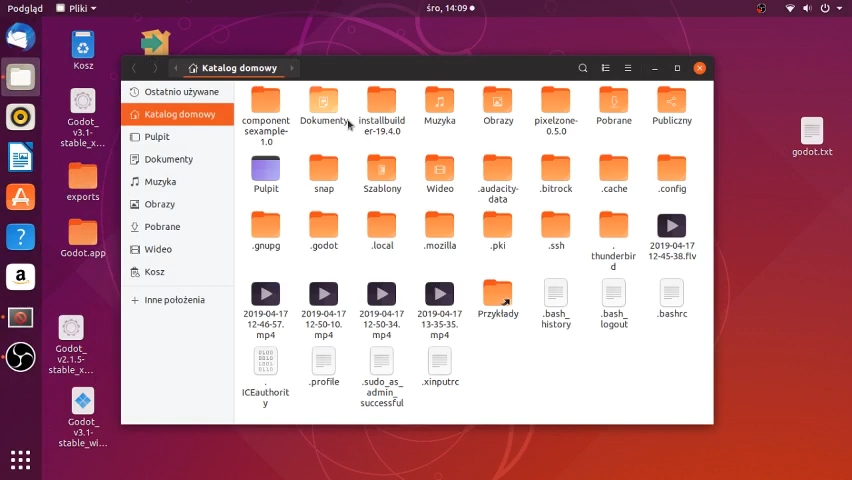 Podgląd
Pliki
śro, 14:09
Kosz
Godot_
v3.1-
stable_x...
exports
Godot.app
Godot_
v2.1.5-
stable_x...
Godot_
v3.1-
stable_wi...
godot.txt
Katalog domowy
Ostatnio używane
Katalog domowy
Pulpit
Dokumenty
Muzyka
Obrazy
Pobrane
Wideo
Kosz
Inne położenia
component
sexample-
1.0
Dokumenty
installbuild
er-19.4.0
Muzyka
Obrazy
pixelzone-
0.5.0
Pobrane
Publiczny
Pulpit
snap
Szablony
Wideo
.audacity-
data
.bitrock
.cache
.config
.gnupg
.godot
.local
.mozilla
.pki
.ssh
.
thunderbir
d
2019-04-17
12-45-38.flv
2019-04-17
12-46-57.
mp4
2019-04-17
12-50-10.
mp4
2019-04-17
12-50-34.
mp4
2019-04-17
13-35-35.
mp4
Przykłady
.bash_
history
.bash_
logout
.bashrc
.
ICEauthorit
y
.profile
.sudo_as_
admin_
successful
.xinputrc